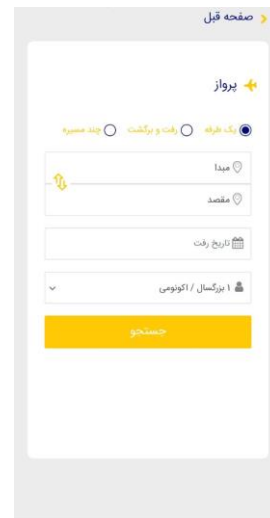 صفحه قبل
پرواز
یک طرفه رفت و برگشت چند مسیره
مبدا
مقصد
تاریخ رفت
۱ بزرگسال / اکونومی
جستجو